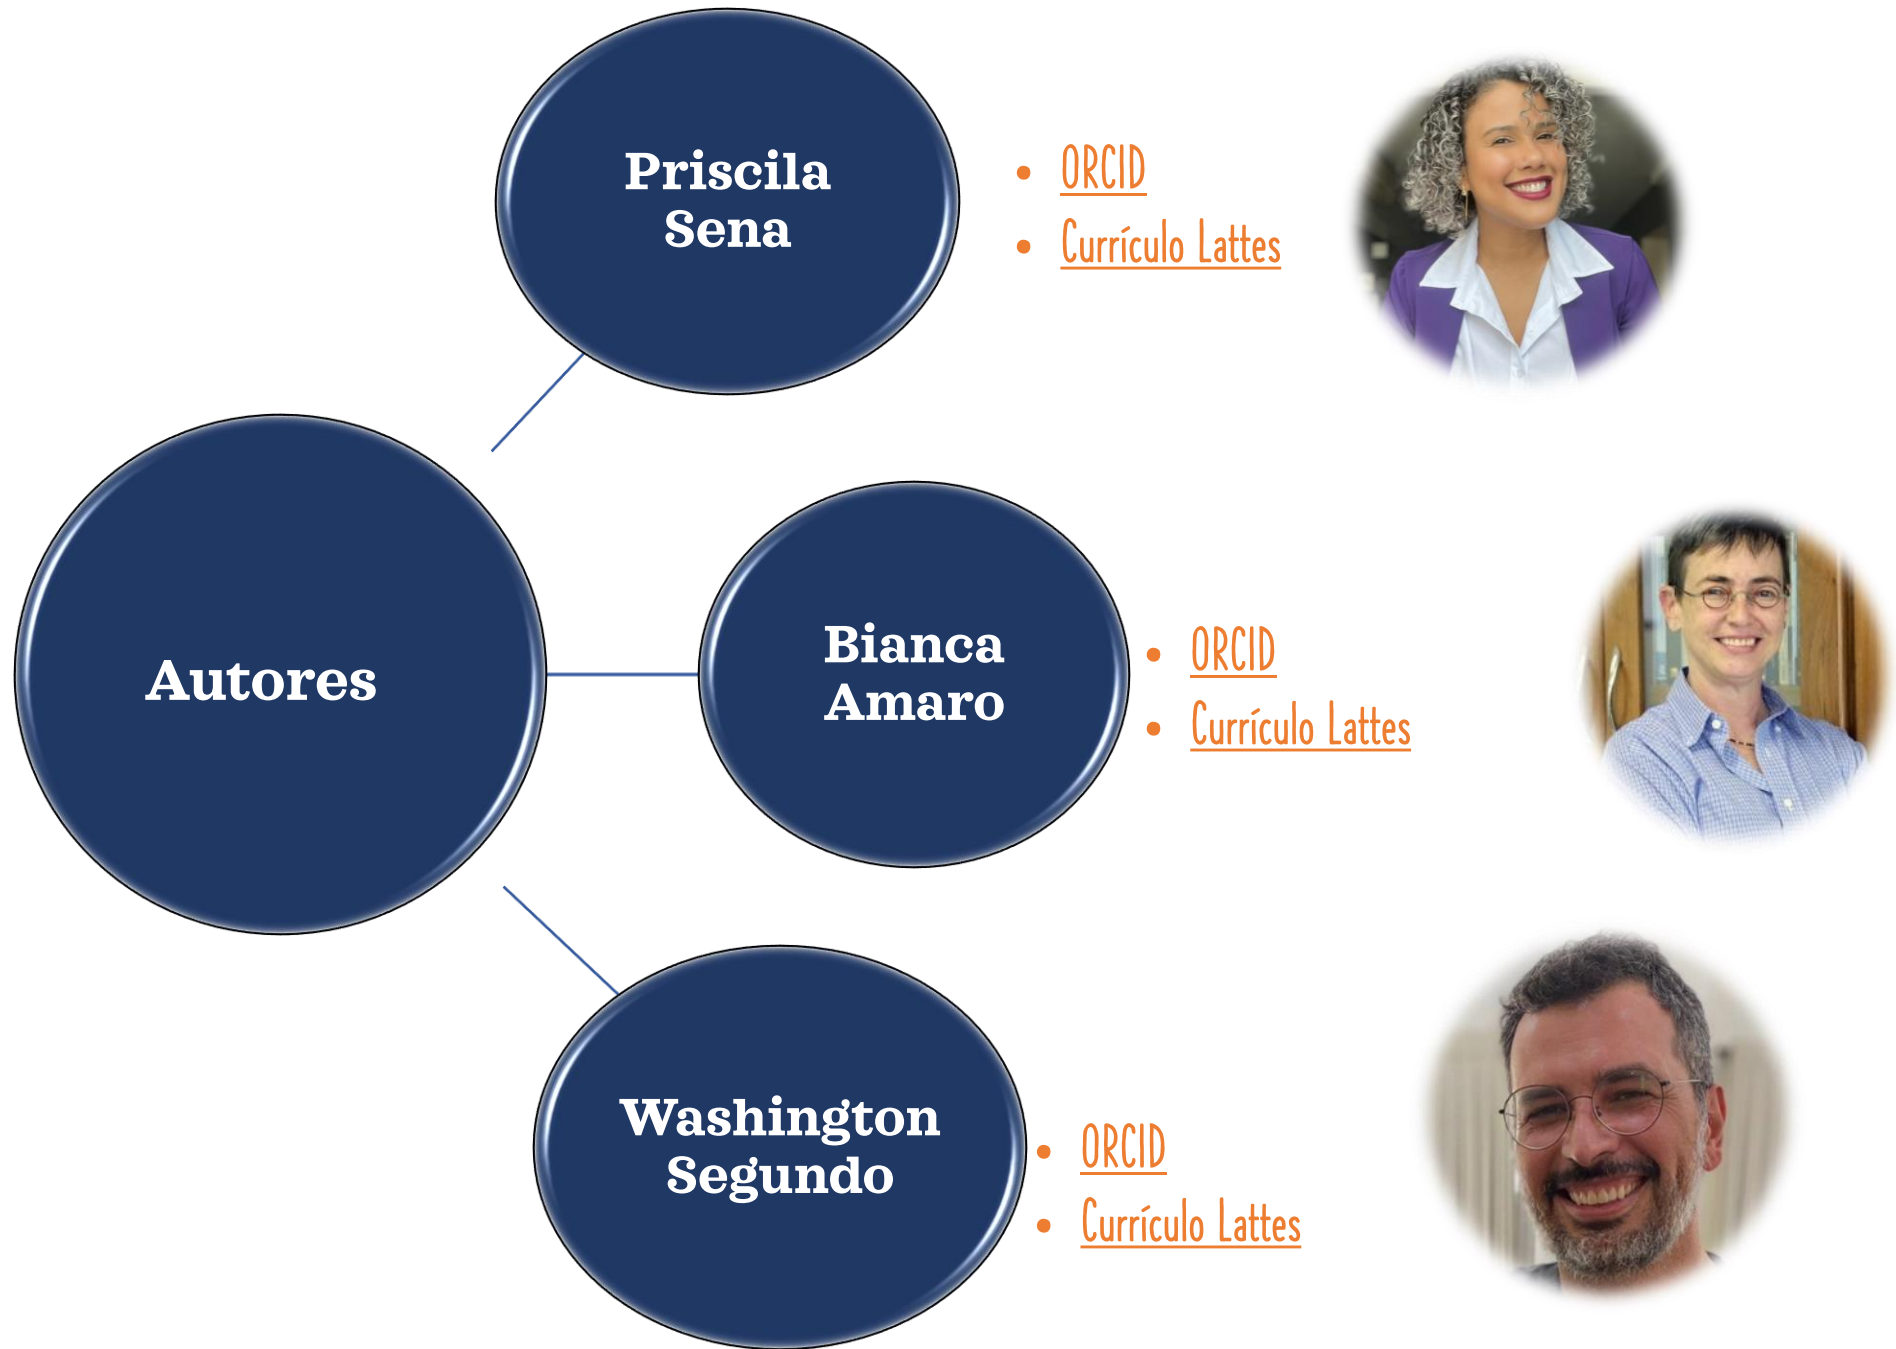 Autores
Priscila
Sena
• ORCID
• Currículo Lattes
Bianca
Amaro
• ORCID
• Currículo Lattes
Washington
Segundo
• ORCID
• Currículo Lattes